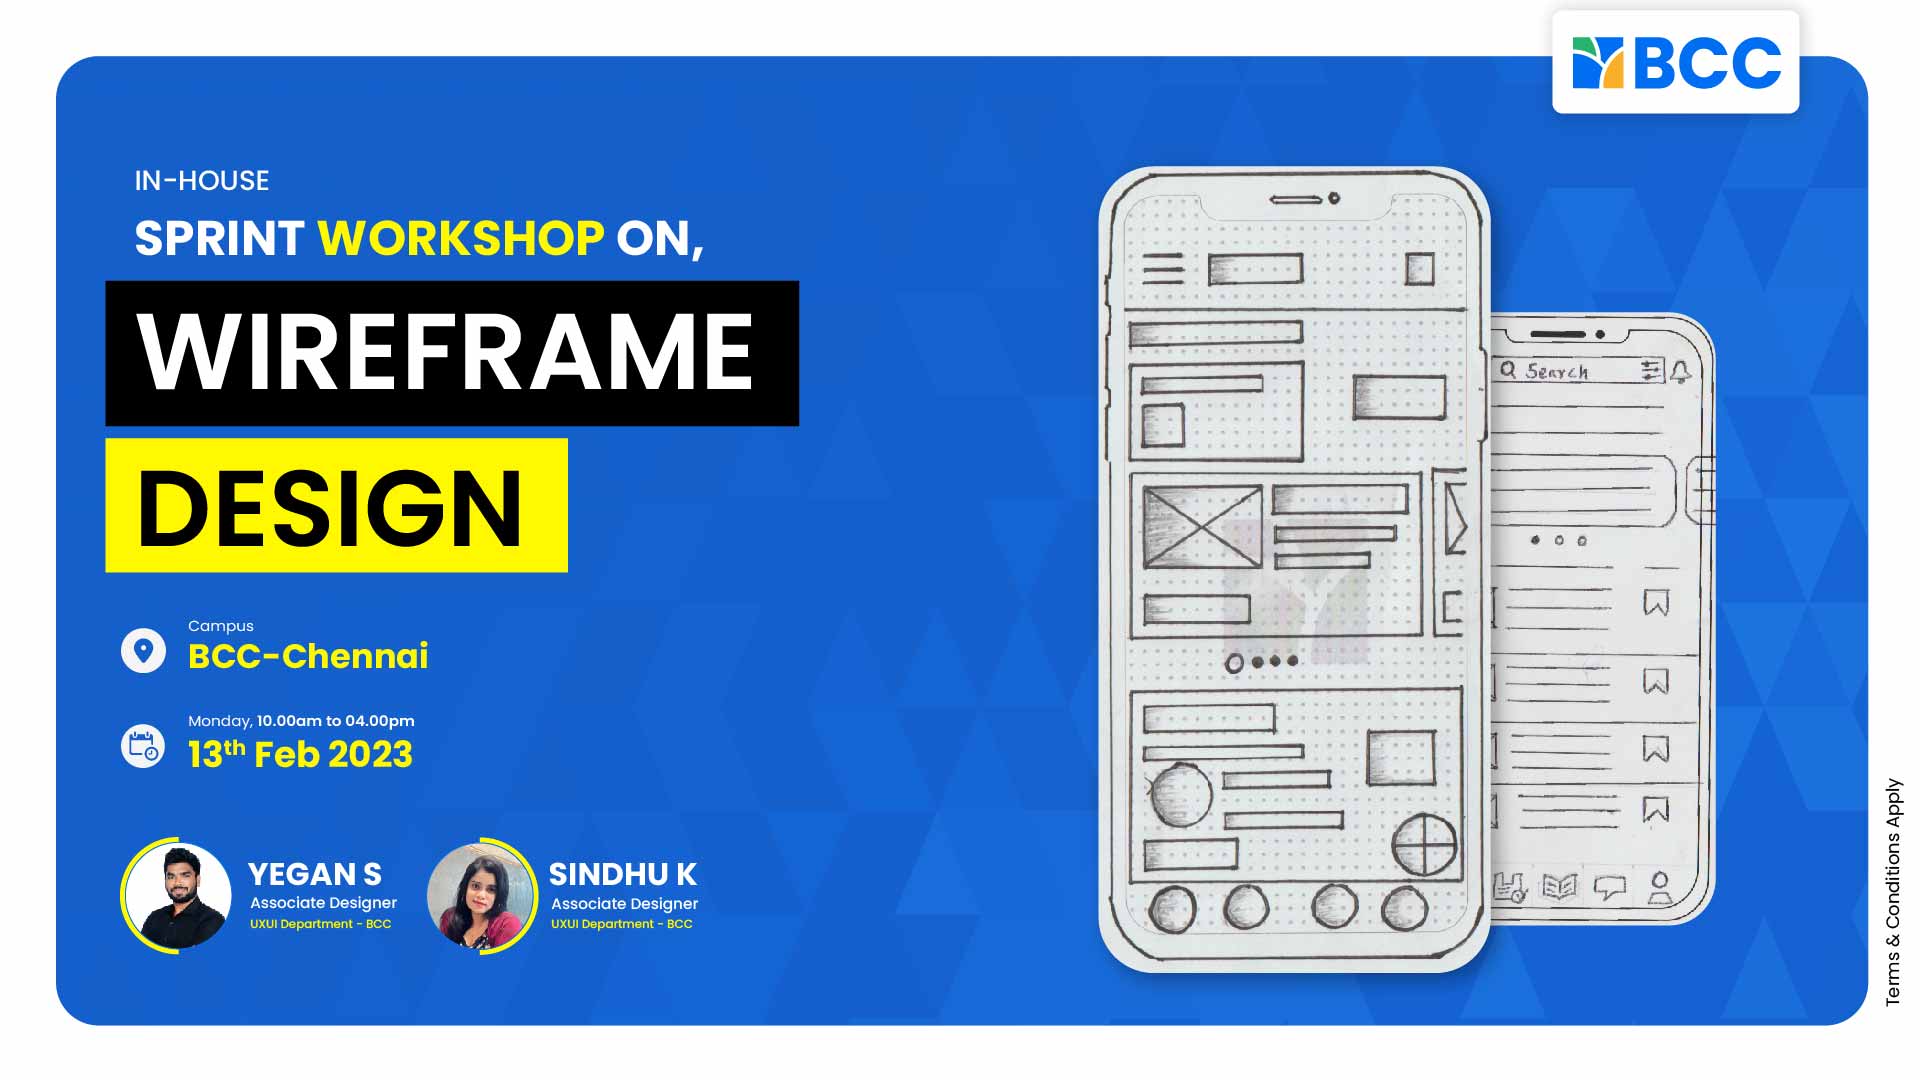 BCC
IN-HOUSE
SPRINT WORKSHOP ON,
WIREFRAME
DESIGN
Campus
BCC-Chennai
Monday, 10.00am to 04.00pm
13th Feb 2023
YEGAN S
Associate Designer
UXUI Department - BCC
SINDHU K
Associate Designer
UXUI Department - BCC
Search
Terms & Conditions Apply